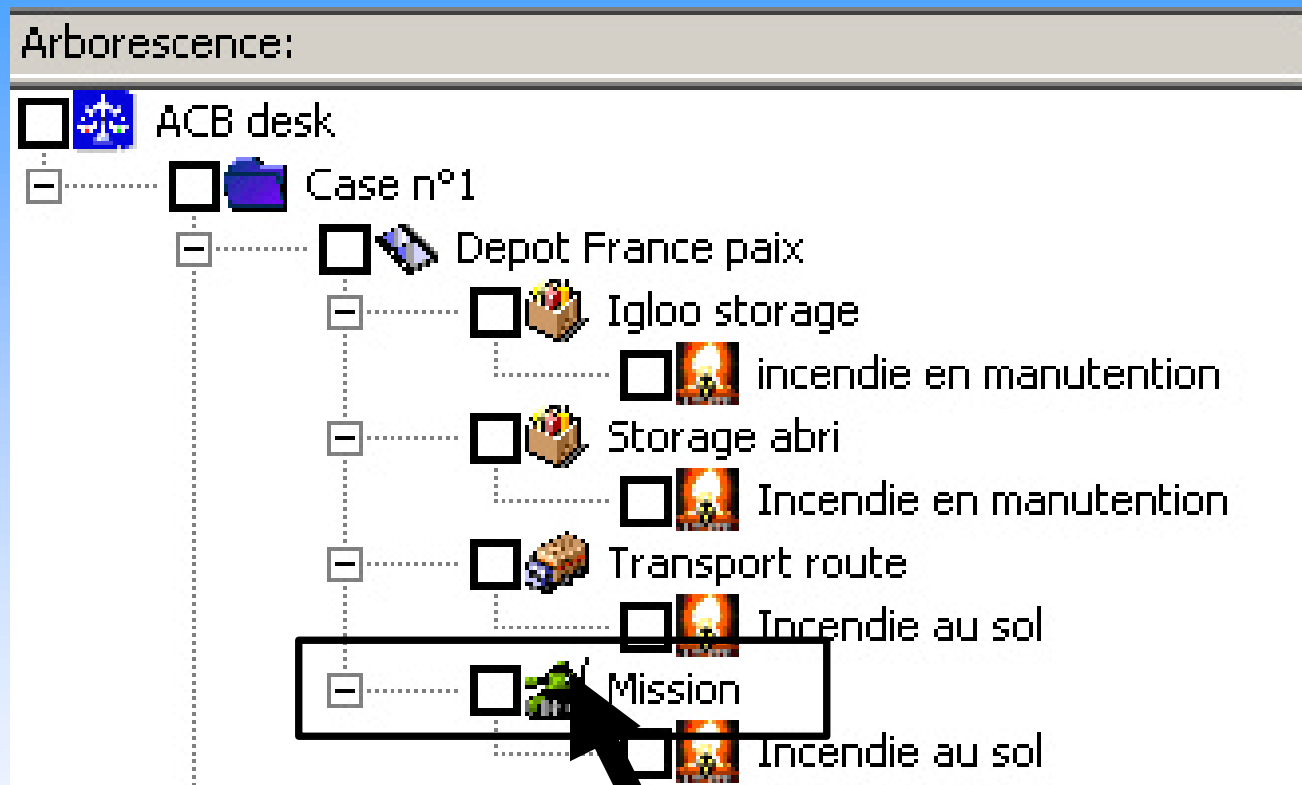 Arborescence:
ACB desk
Case n°1
Depot France paix
Igloo storage
incendie en manutention
Storage abri
Incendie en manutention
Transport route
Incendie au sol
Mission
Incendie au sol